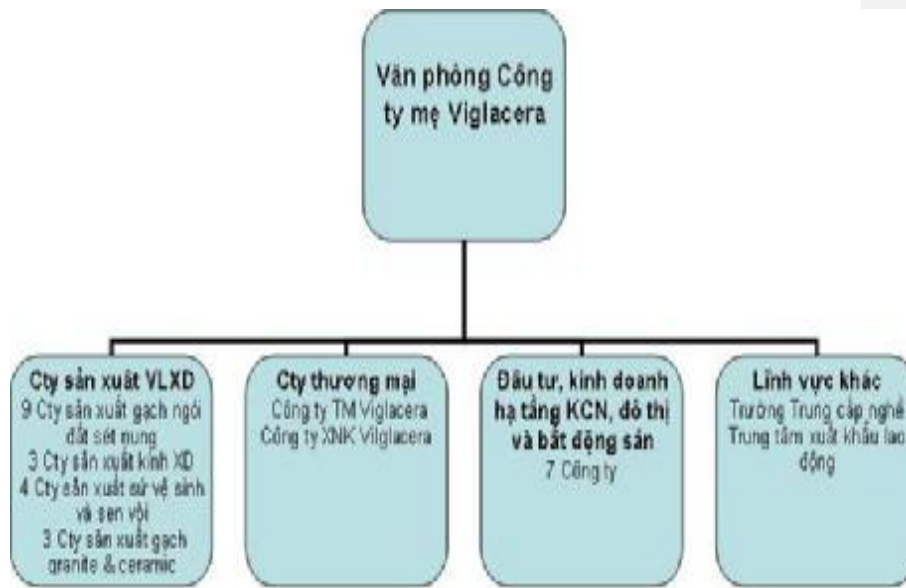 Văn phòng Công
ty mẹ Viglacera
Cty sản xuất VLXD
9 Cty sản xuất gạch ngói
đất sét nung
3 Cty sản xuất kính XD
4 Cty sản xuất sứ vệ sinh
và sen vòi
3 Cty sản xuất gạch
granite & ceramic
Cty thương mại
Công ty TM Viglacera
Công ty XNK Vilglacera
Đầu tư, kinh doanh
hạ tầng KCN, đô thị
và bất động sản
7 Công ty
Lĩnh vực khác
Trường Trung cấp nghề
Trung tâm xuất khẩu lao
động